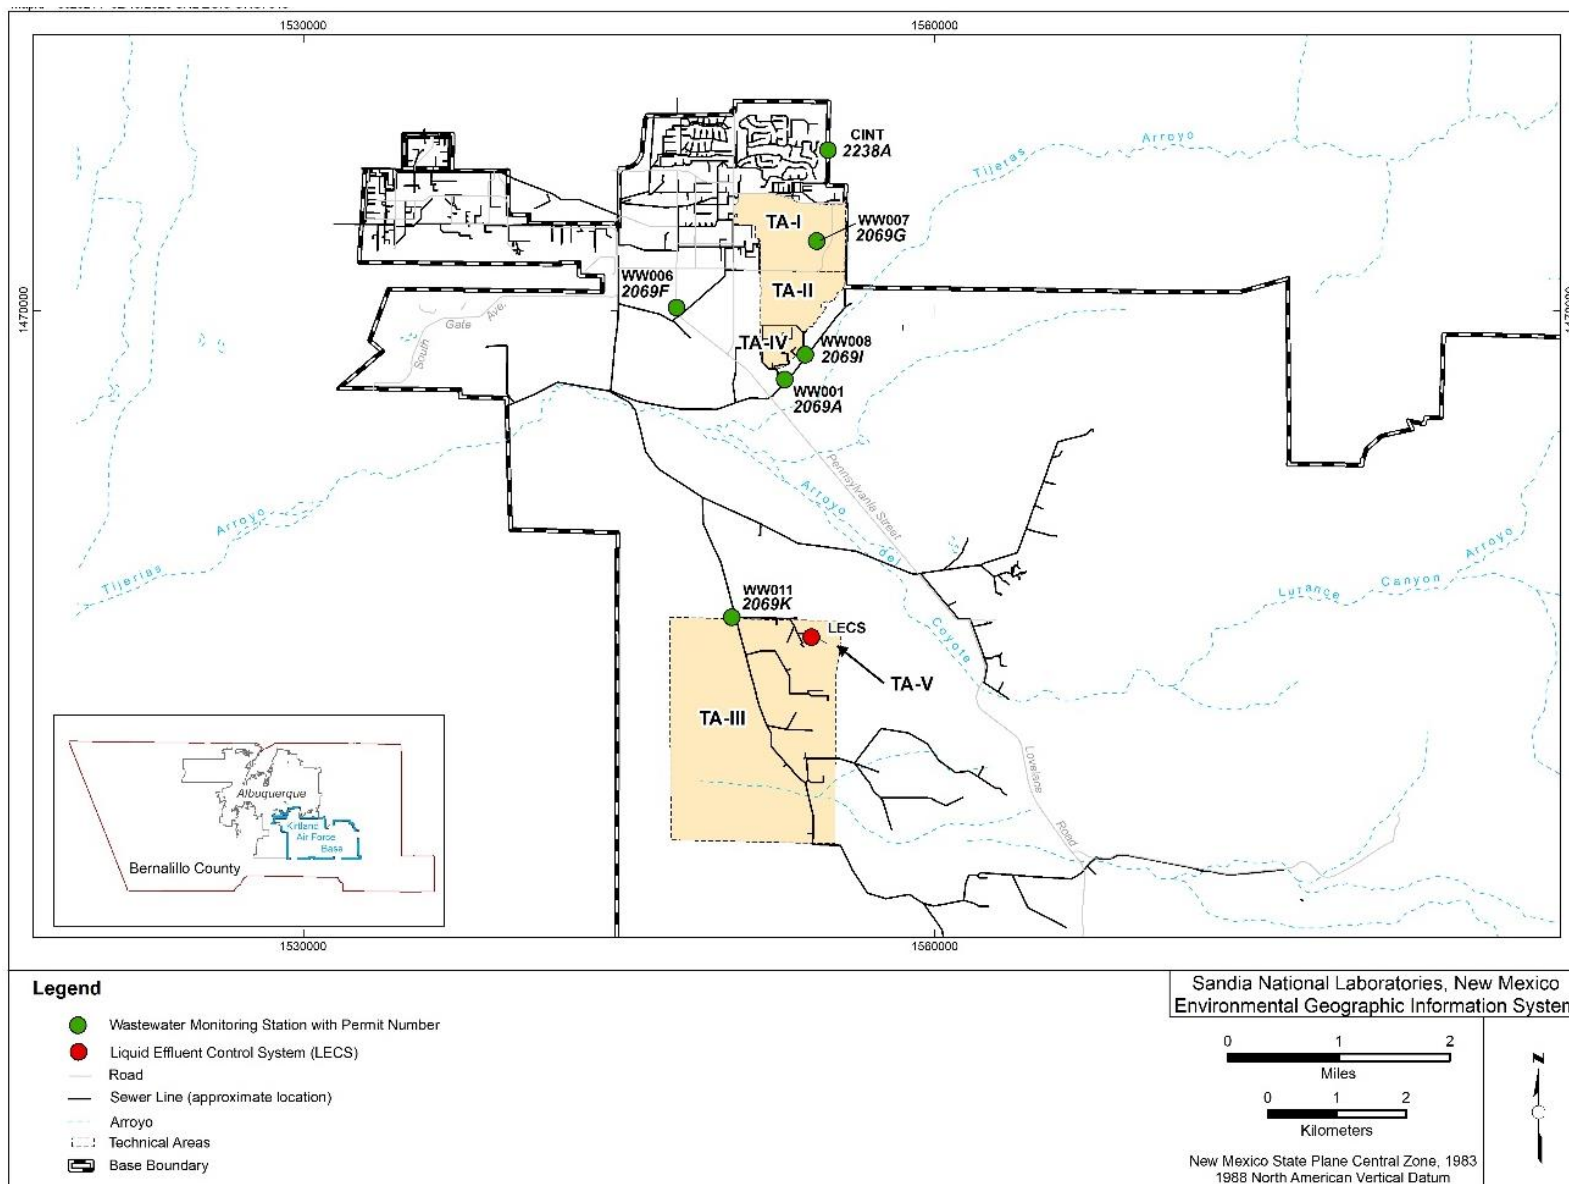 1530000
1560000
CINT
2238A
Tijeras
Arroyo
TA-I
WW007
2069G
WW006
2069F
TA-II
1470000
South
Gate
Ave.
TA-IV
WW008
2069I
WW001
2069A
Pennsylvania Street
Arroyo
del
Coyote
Tijerias
Arroyo
Lurance
Canyon
Arroyo
WW011
2069K
LECS
TA-V
TA-III
Lovelace
Road
Albuquerque
Kirtland
Air Force
Base
Bernalillo County
1530000
1560000
Legend
Wastewater Monitoring Station with Permit Number
Liquid Effluent Control System (LECS)
Road
Sewer Line (approximate location)
Arroyo
Technical Areas
Base Boundary
Sandia National Laboratories, New Mexico
Environmental Geographic Information System
0 1 2
Miles
0 1 2
Kilometers
N
New Mexico State Plane Central Zone, 1983
1988 North American Vertical Datum